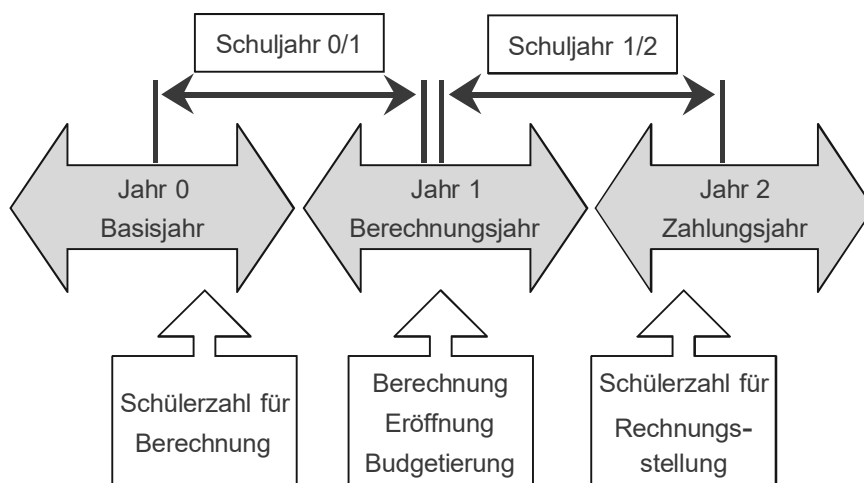 Schuljahr 0/1
Schuljahr 1/2
Jahr 0
Basisjahr
Jahr 1
Berechnungsjahr
Jahr 2
Zahlungsjahr
Schülerzahl für
Berechnung
Berechnung
Eröffnung
Budgetierung
Schülerzahl für
Rechnungs-
stellung